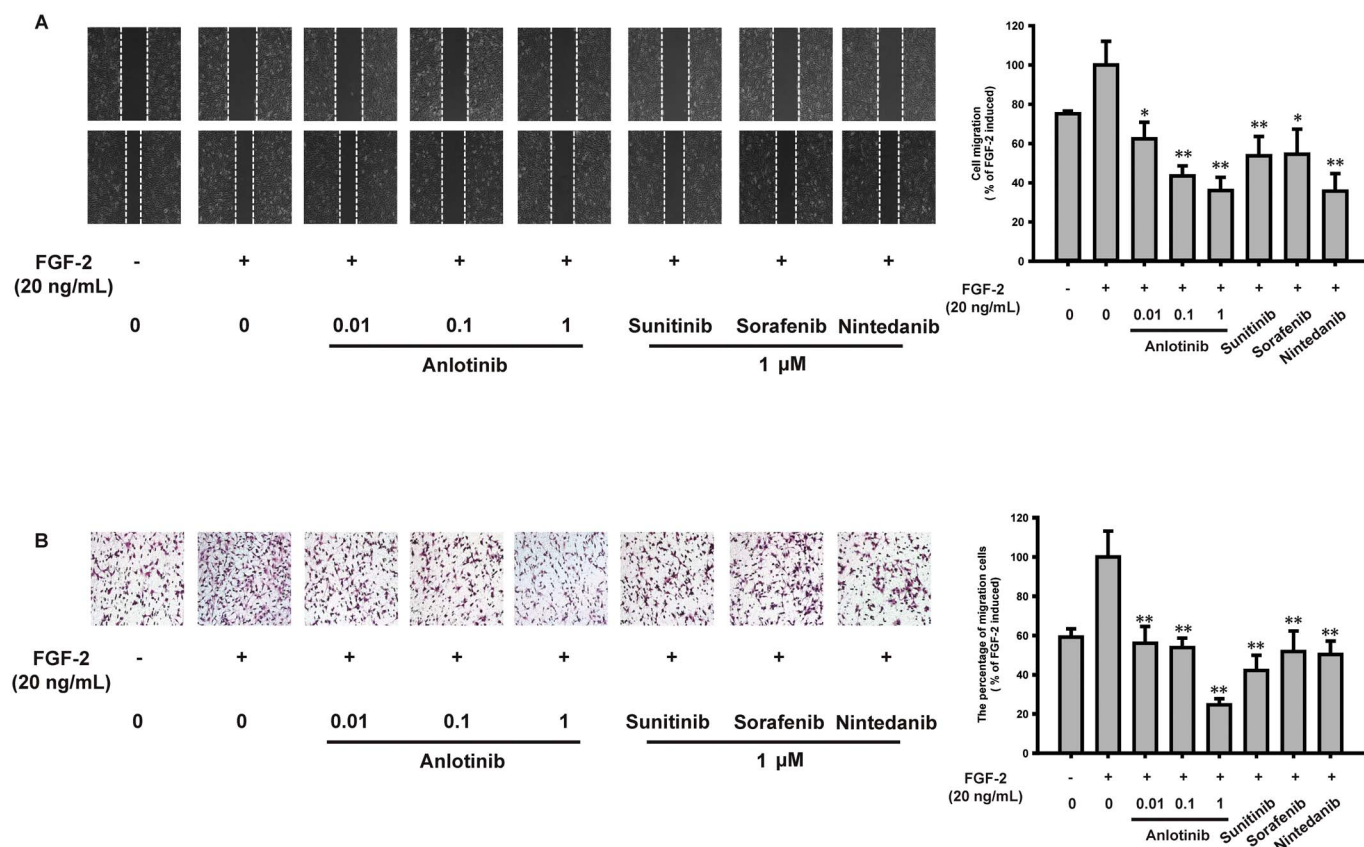 A
FGF-2
(20 ng/mL)
- + + + + + + +
0 0 0.01 0.1 1 Sunitinib Sorafenib Nintedanib
Anlotinib 1 μM
Cell migration
( % of FGF-2 induced)
120
100
80
60
40
20
0
* ** ** ** * **
FGF-2
(20 ng/mL)
- + + + + + + +
0 0 0.01 0.1 1 Sunitinib Sorafenib Nintedanib
Anlotinib
B
FGF-2
(20 ng/mL)
- + + + + + + +
0 0 0.01 0.1 1 Sunitinib Sorafenib Nintedanib
Anlotinib 1 μM
The percentage of migration cells
( % of FGF-2 induced)
120
100
80
60
40
20
0
** ** ** ** ** **
FGF-2
(20 ng/mL)
- + + + + + + +
0 0 0.01 0.1 1 Sunitinib Sorafenib Nintedanib
Anlotinib